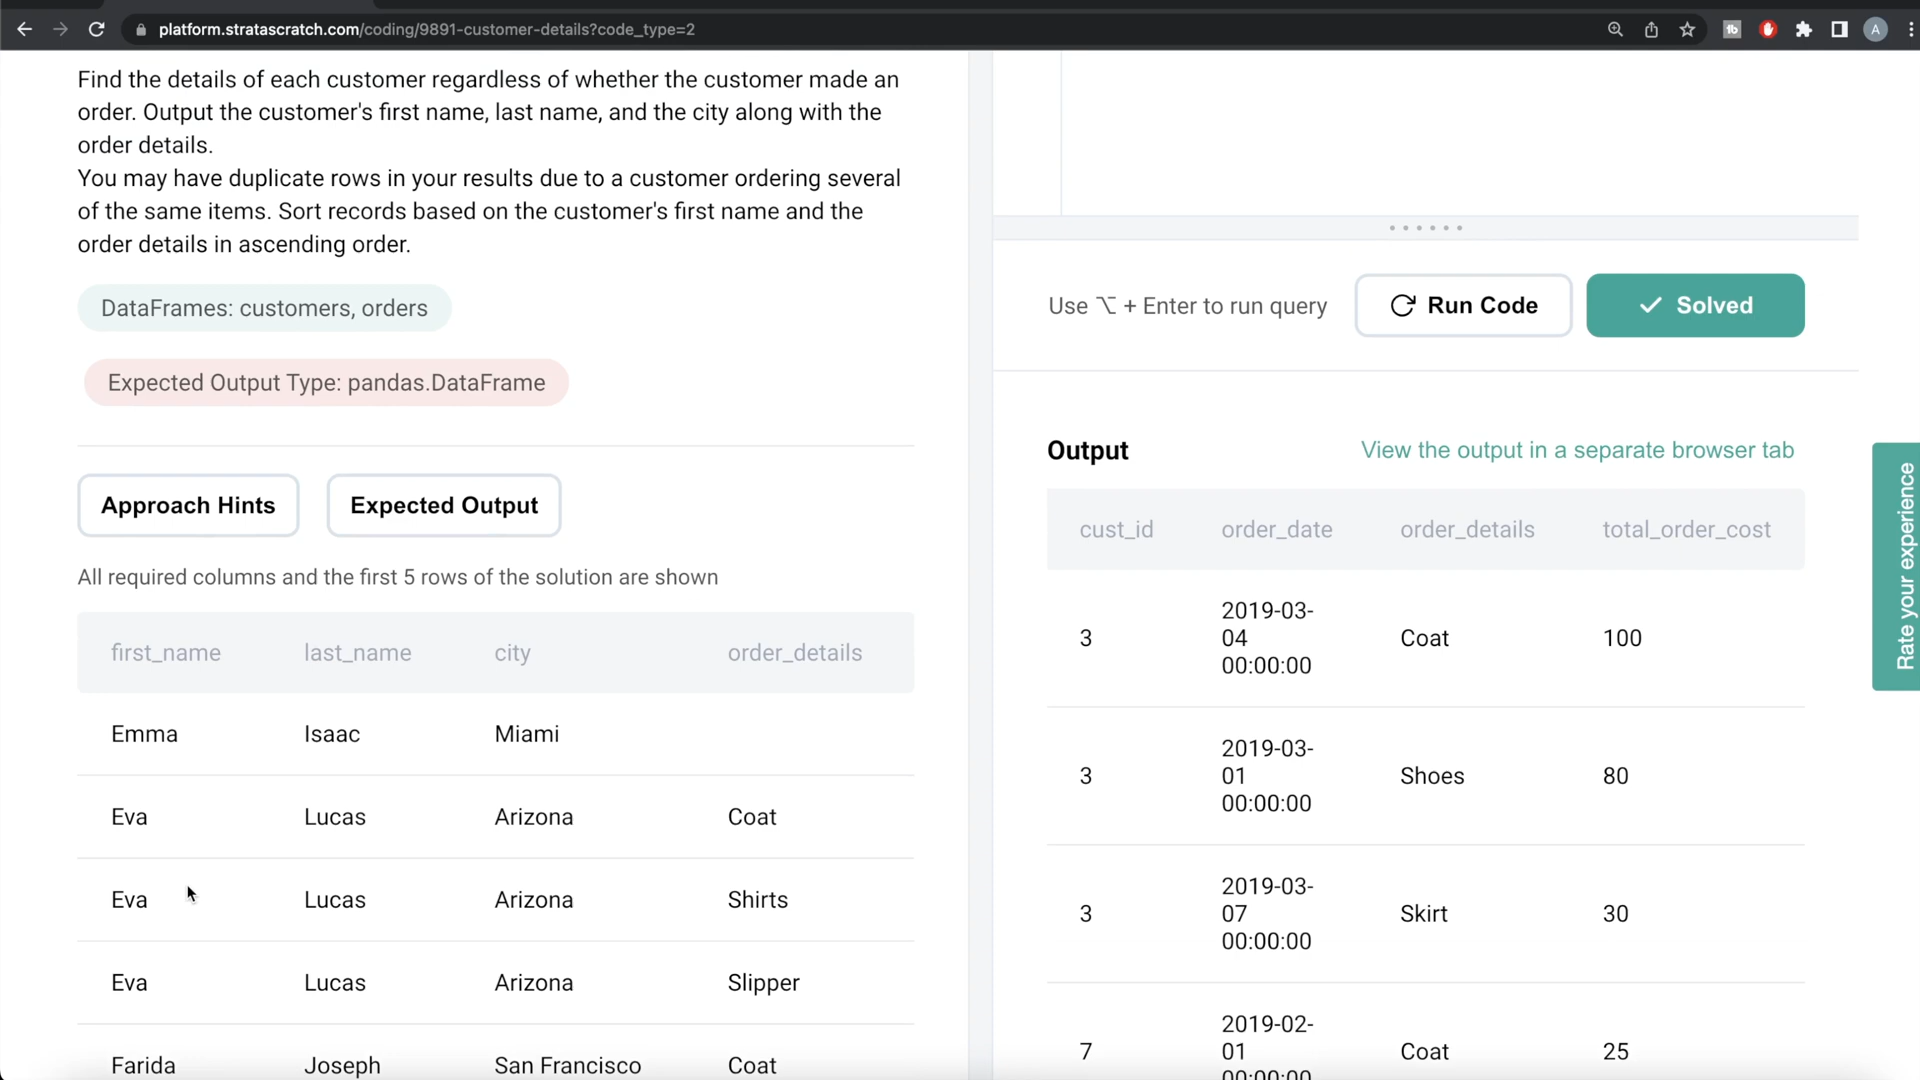 platform.stratascratch.com/coding/9891-customer-details?code_type=2
A
Find the details of each customer regardless of whether the customer made an
order. Output the customer's first name, last name, and the city along with the
order details.
You may have duplicate rows in your results due to a customer ordering several
of the same items. Sort records based on the customer's first name and the
order details in ascending order.
DataFrames: customers, orders
Expected Output Type: pandas.DataFrame
Approach Hints
Expected Output
All required columns and the first 5 rows of the solution are shown
first_name last_name city order_details
Emma Isaac Miami
Eva Lucas Arizona Coat
Eva Lucas Arizona Shirts
Eva Lucas Arizona Slipper
Farida Joseph San Francisco Coat
Use ⌥ + Enter to run query
Run Code
Solved
Output
View the output in a separate browser tab
cust_id order_date order_details total_order_cost
3 2019-03-
04
00:00:00 Coat 100
3 2019-03-
01
00:00:00 Shoes 80
3 2019-03-
07
00:00:00 Skirt 30
7 2019-02-
01
00:00:00 Coat 25
Rate your experience